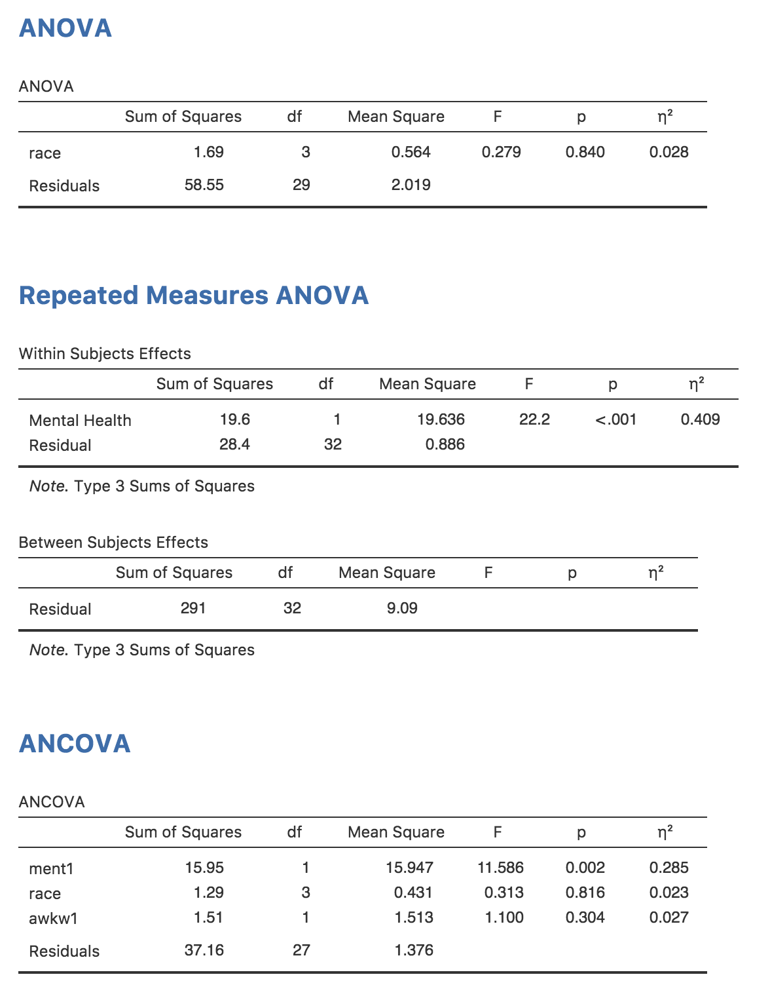 ANOVA
ANOVA
Sum of Squares df Mean Square F p η²
race 1.69 3 0.564 0.279 0.840 0.028
Residuals 58.55 29 2.019
Repeated Measures ANOVA
Within Subjects Effects
Sum of Squares df Mean Square F p η²
Mental Health 19.6 1 19.636 22.2 <.001 0.409
Residual 28.4 32 0.886
Note. Type 3 Sums of Squares
Between Subjects Effects
Sum of Squares df Mean Square F p η²
Residual 291 32 9.09
Note. Type 3 Sums of Squares
ANCOVA
ANCOVA
Sum of Squares df Mean Square F p η²
ment1 15.95 1 15.947 11.586 0.002 0.285
race 1.29 3 0.431 0.313 0.816 0.023
awkw1 1.51 1 1.513 1.100 0.304 0.027
Residuals 37.16 27 1.376